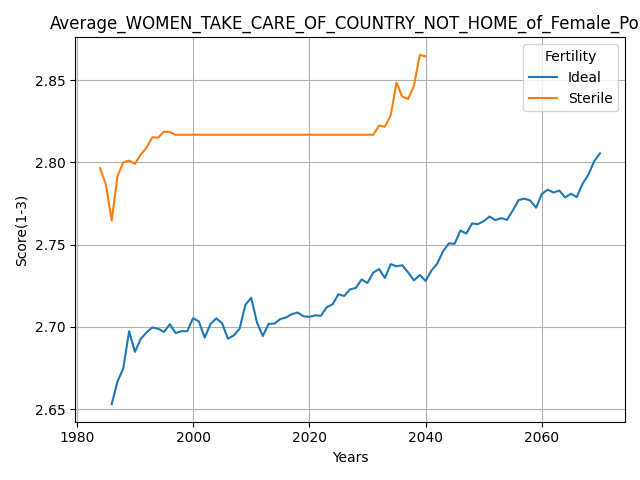 Average_WOMEN_TAKE_CARE_OF_COUNTRY_NOT_HOME_of_Female_Po
Fertility
Ideal
Sterile
Score(1-3)
2.85
2.80
2.75
2.70
2.65
1980
2000
2020
2040
2060
Years